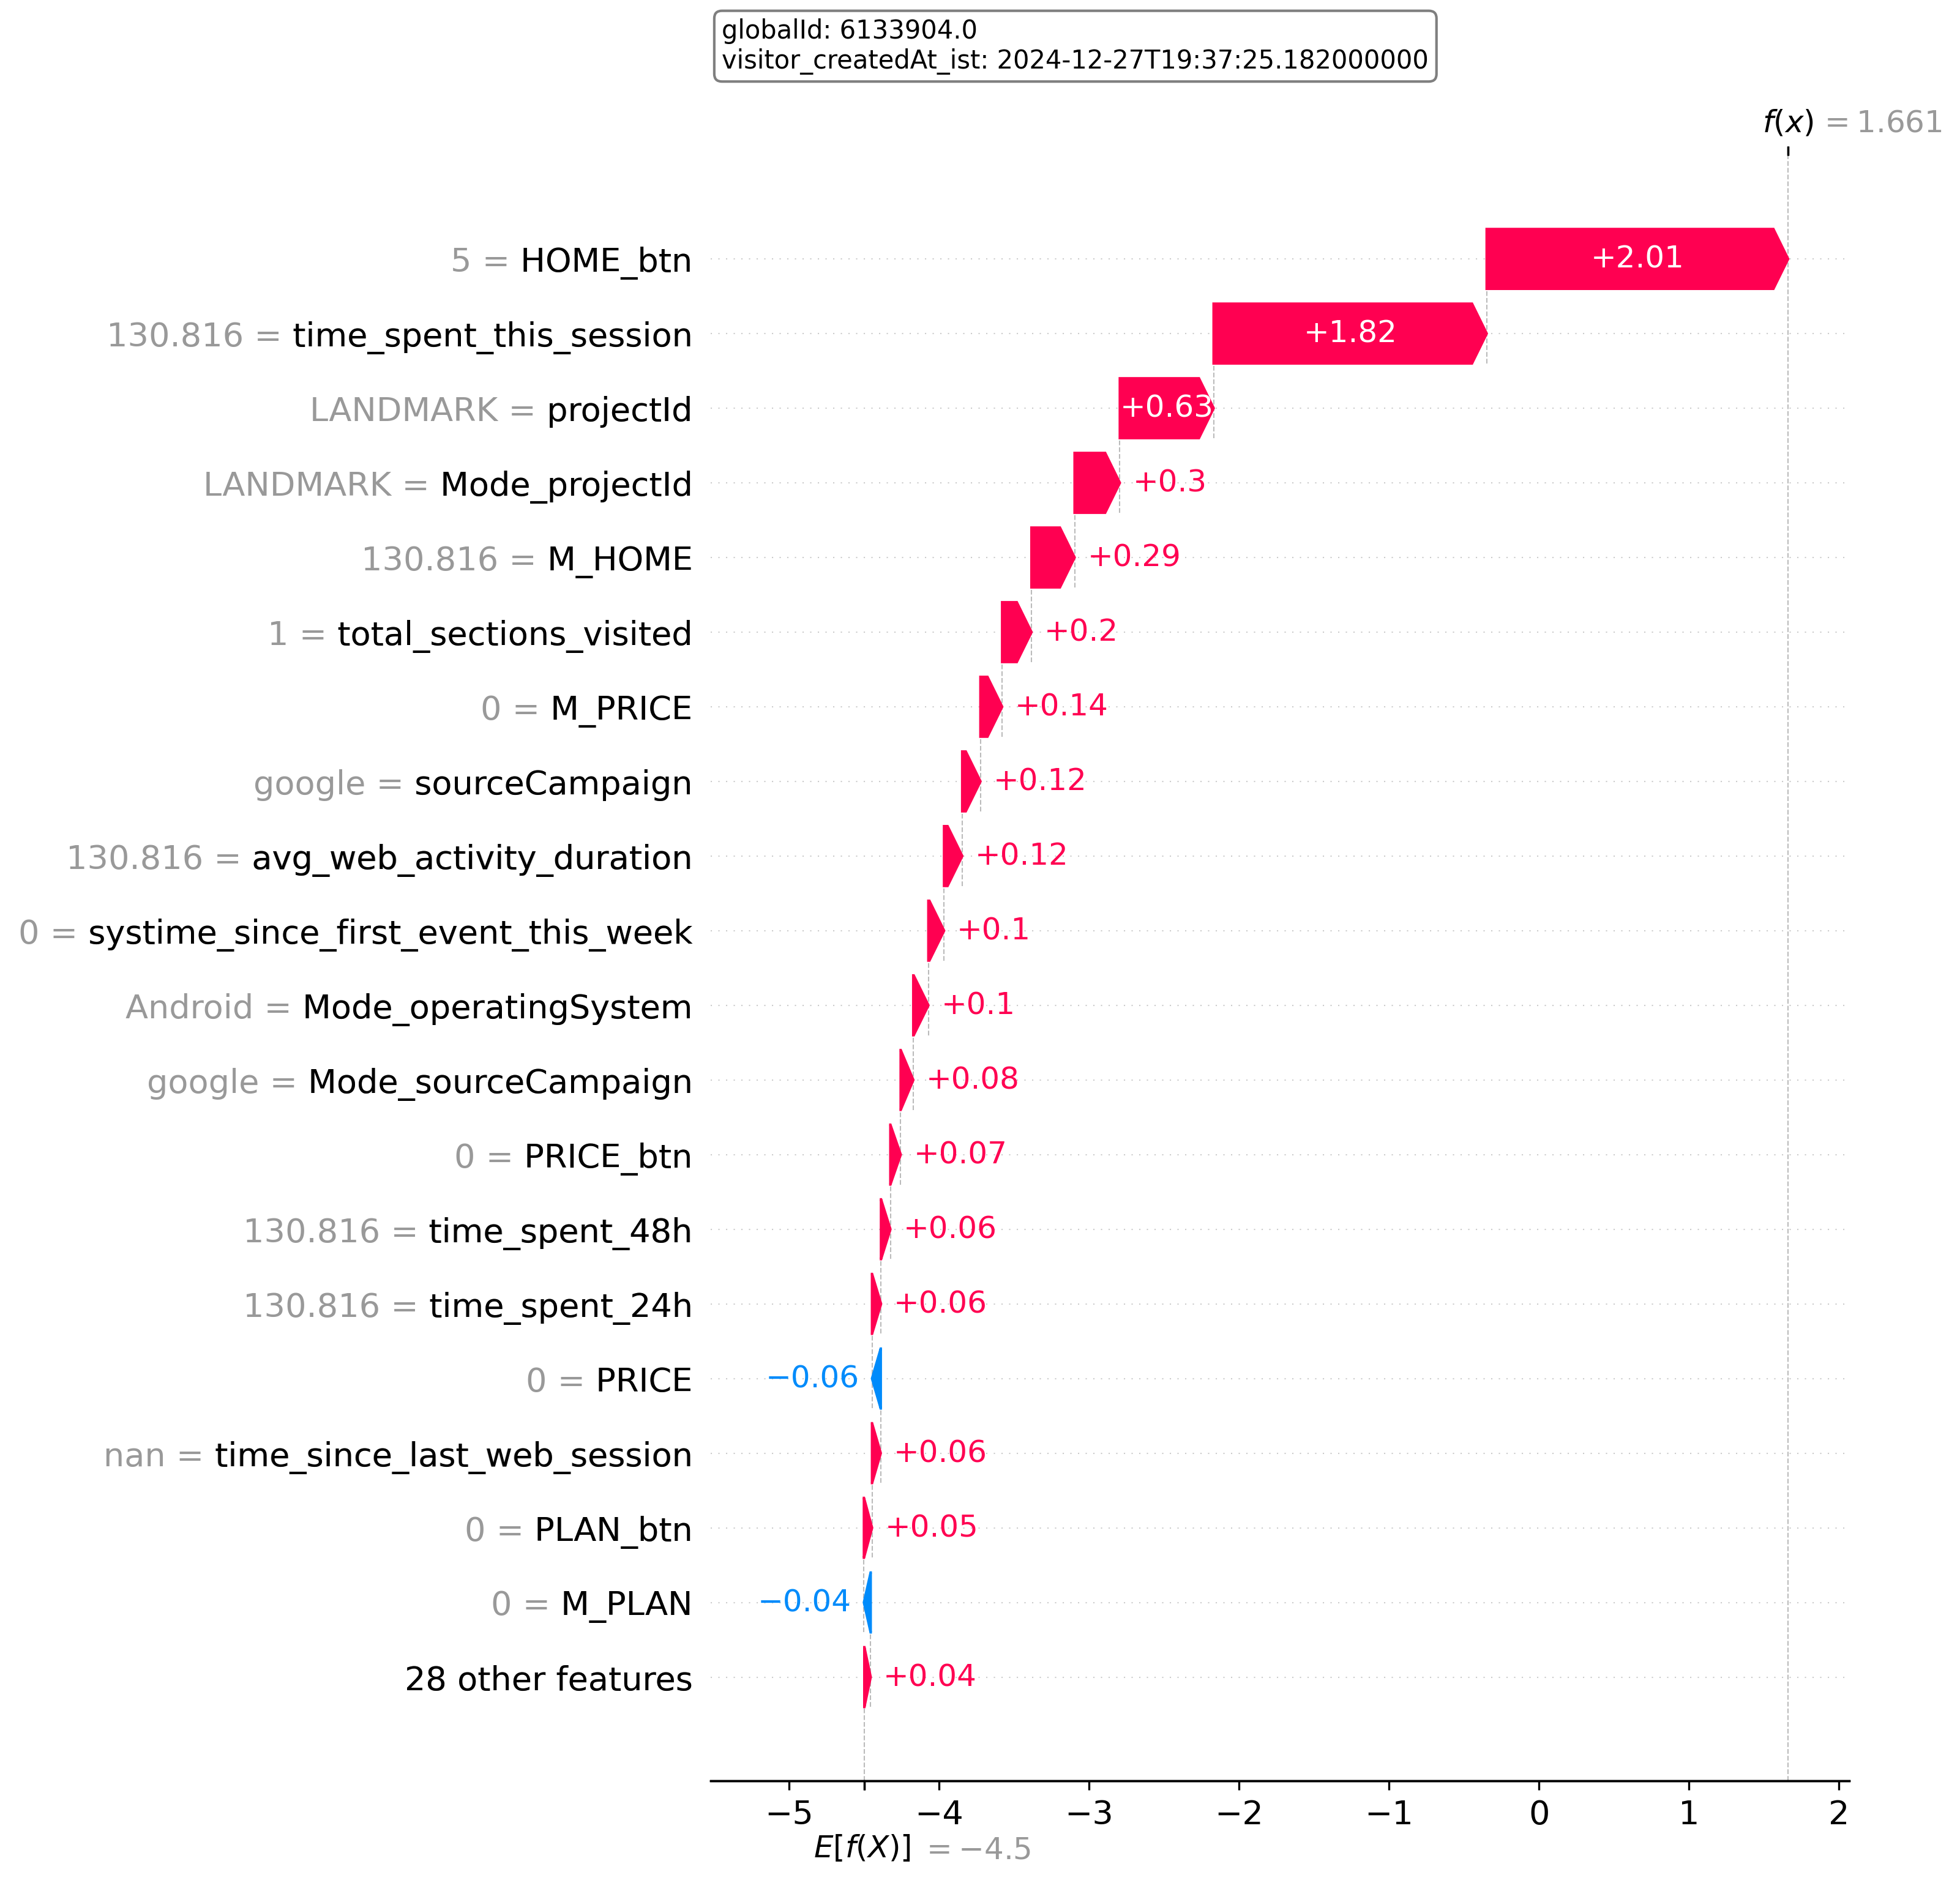 globalId: 6133904.0
visitor_createdAt_ist: 2024-12-27T19:37:25.182000000
f(x) = 1.661
5 = HOME_btn +2.01
130.816 = time_spent_this_session +1.82
LANDMARK = projectId +0.63
LANDMARK = Mode_projectId +0.3
130.816 = M_HOME +0.29
1 = total_sections_visited +0.2
0 = M_PRICE +0.14
google = sourceCampaign +0.12
130.816 = avg_web_activity_duration +0.12
0 = systime_since_first_event_this_week +0.1
Android = Mode_operatingSystem +0.1
google = Mode_sourceCampaign +0.08
0 = PRICE_btn +0.07
130.816 = time_spent_48h +0.06
130.816 = time_spent_24h +0.06
0 = PRICE −0.06
nan = time_since_last_web_session +0.06
0 = PLAN_btn +0.05
0 = M_PLAN −0.04
28 other features +0.04
−5 −4 −3 −2 −1 0 1 2
E[f(X)] = −4.5